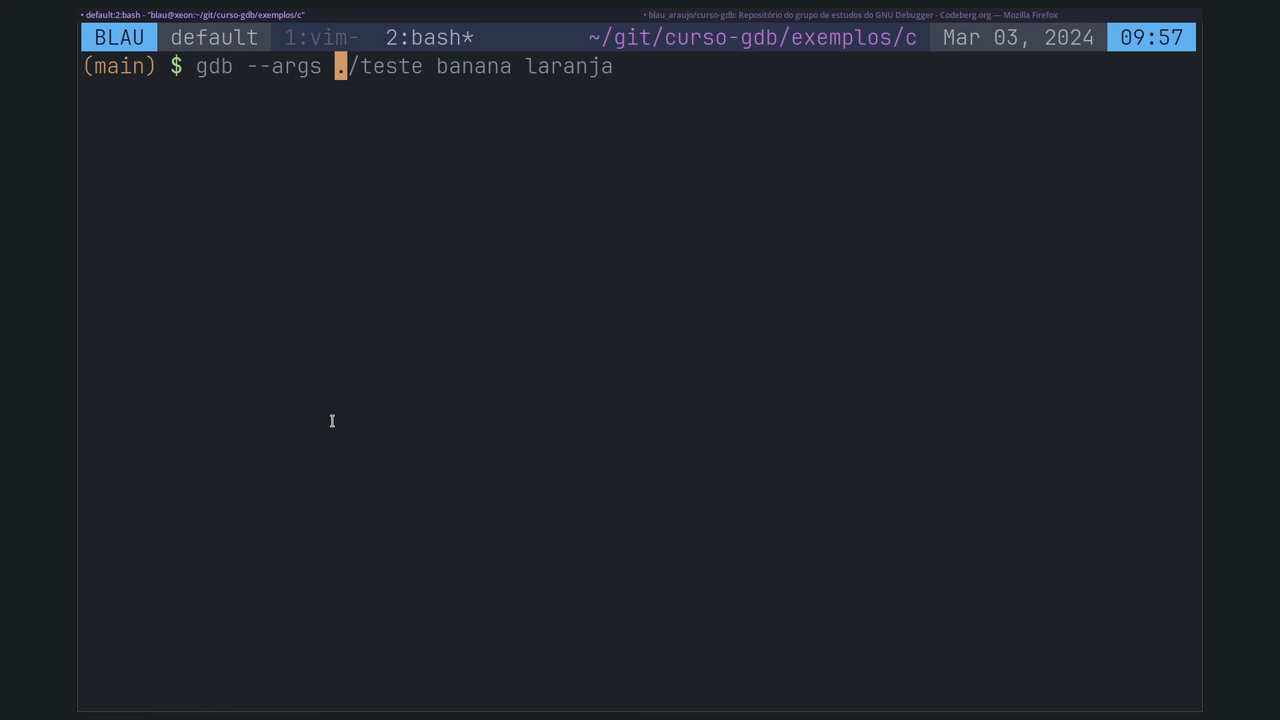 • default:2:bash - "blau@xeon:~/git/curso-gdb/exemplos/c"
• blau_araujo/curso-gdb: Repositório do grupo de estudos do GNU Debugger - Codeberg.org — Mozilla Firefox
BLAU default 1:vim- 2:bash* ~/git/curso-gdb/exemplos/c Mar 03, 2024 09:57
(main) $ gdb --args ./teste banana laranja